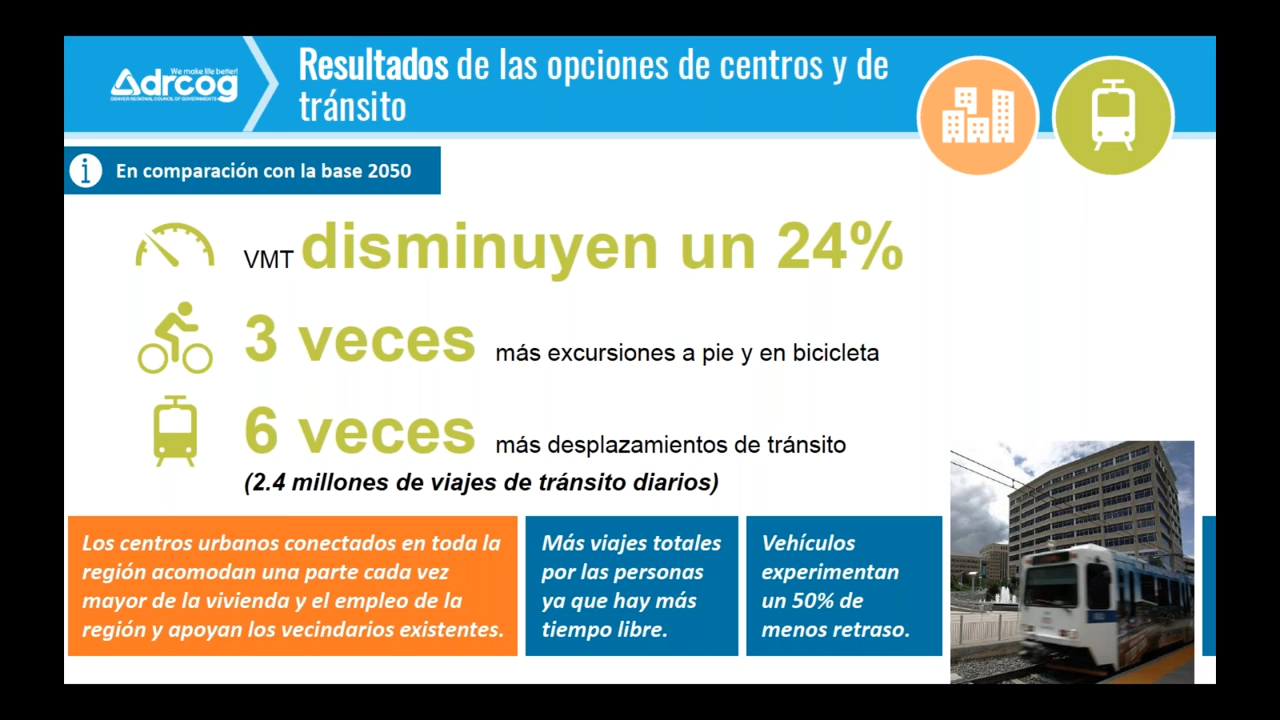 We make life better!
drcog
DENVER REGIONAL COUNCIL OF GOVERNMENTS
Resultados de las opciones de centros y de
tránsito
i En comparación con la base 2050
VMT disminuyen un 24%
3 veces más excursiones a pie y en bicicleta
6 veces más desplazamientos de tránsito
(2.4 millones de viajes de tránsito diarios)
Los centros urbanos conectados en toda la
región acomodan una parte cada vez
mayor de la vivienda y el empleo de la
región y apoyan los vecindarios existentes.
Más viajes totales
por las personas
ya que hay más
tiempo libre.
Vehículos
experimentan
un 50% de
menos retraso.